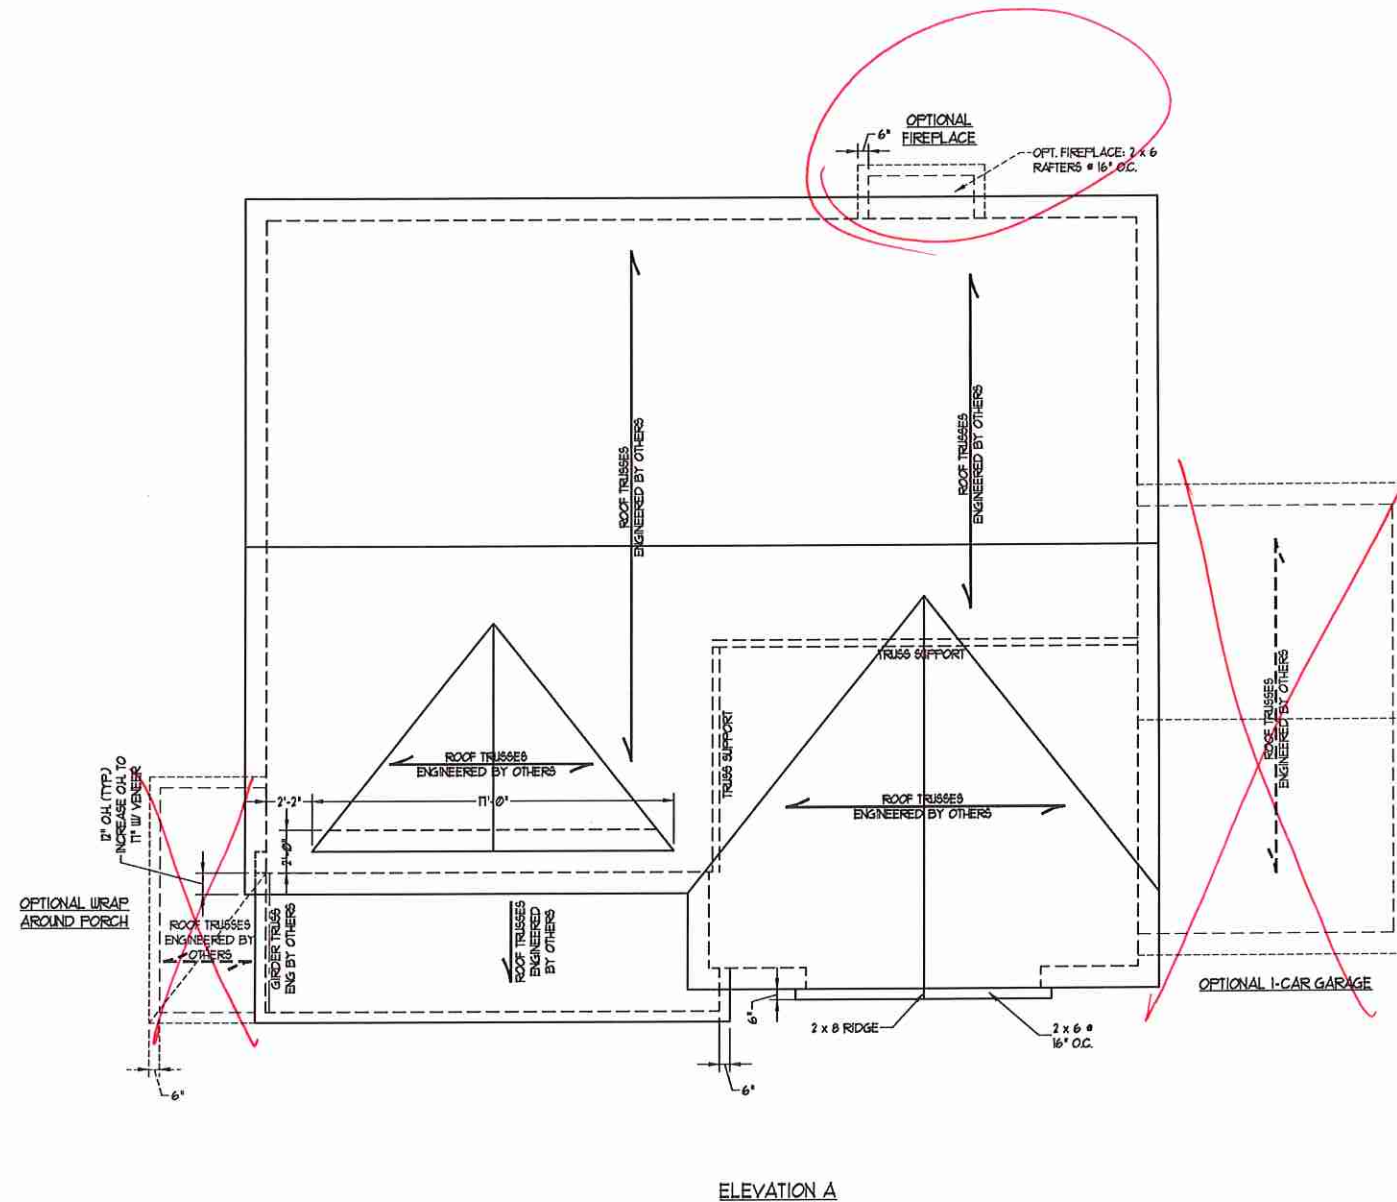 OPTIONAL
FIREPLACE
6"
OPT. FIREPLACE: 2 x 6
RAFTERS @ 16" O.C.
ROOF TRUSSES
ENGINEERED BY OTHERS
ROOF TRUSSES
ENGINEERED BY OTHERS
TRUSS SUPPORT
TRUSS SUPPORT
ROOF TRUSSES
ENGINEERED BY OTHERS
ROOF TRUSSES
ENGINEERED BY OTHERS
ROOF TRUSSES
ENGINEERED BY OTHERS
12" O.H. (TYP.)
INCREASE O.H. TO
11" W/ VENEER
2'-2"
17'-0"
2'-0"
OPTIONAL WRAP
AROUND PORCH
ROOF TRUSSES
ENGINEERED BY
OTHERS
GIRDER TRUSS
ENG BY OTHERS
ROOF TRUSSES
ENGINEERED
BY OTHERS
OPTIONAL 1-CAR GARAGE
6"
2 x 8 RIDGE
2 x 6 @
16" O.C.
6"
6"
ELEVATION A